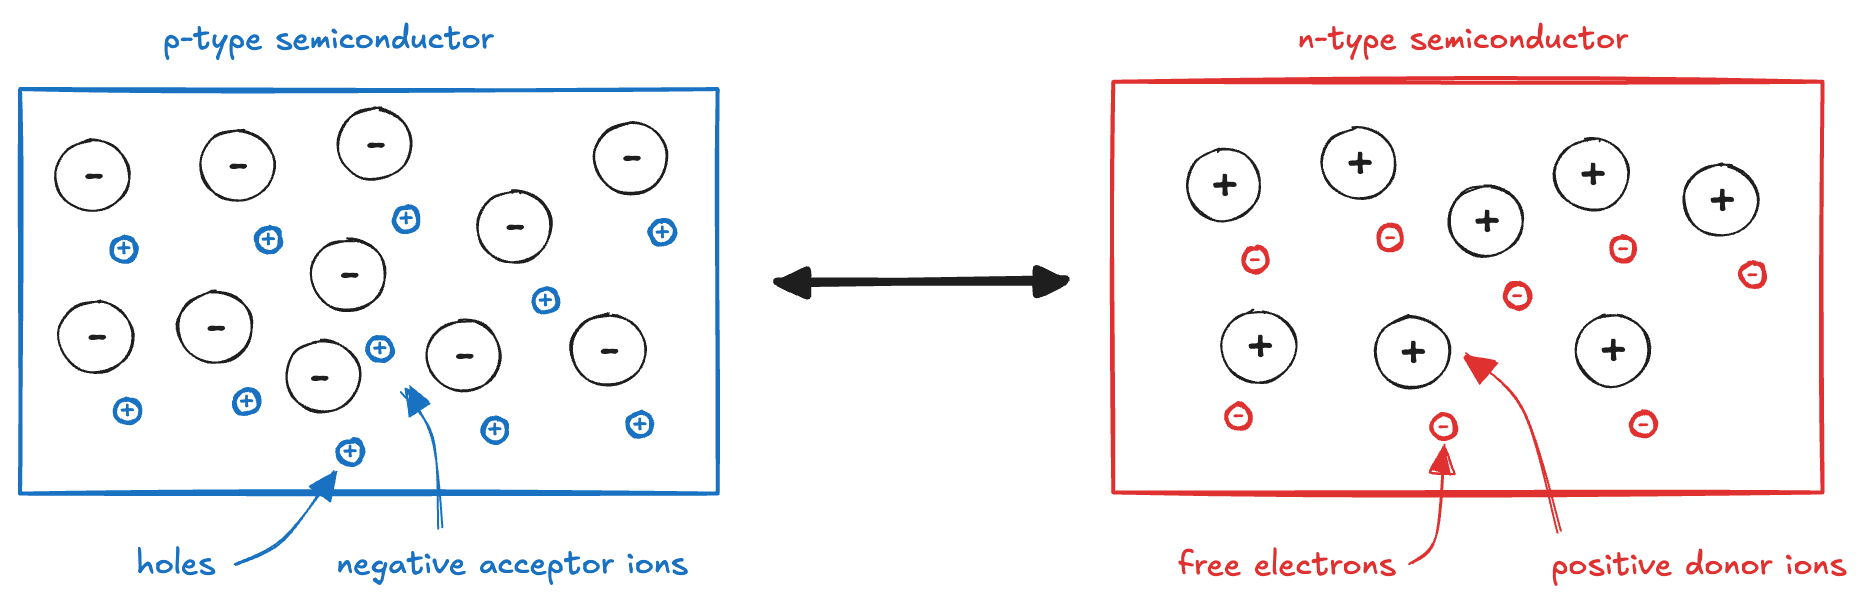 p-type semiconductor
n-type semiconductor
holes
negative acceptor ions
free electrons
positive donor ions